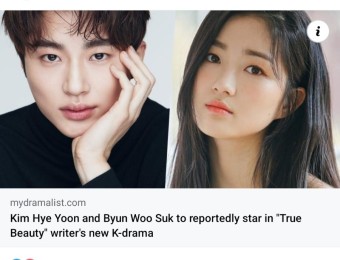 i
mydramalist.com
Kim Hye Yoon and Byun Woo Suk to reportedly star in "True
Beauty" writer's new K-drama